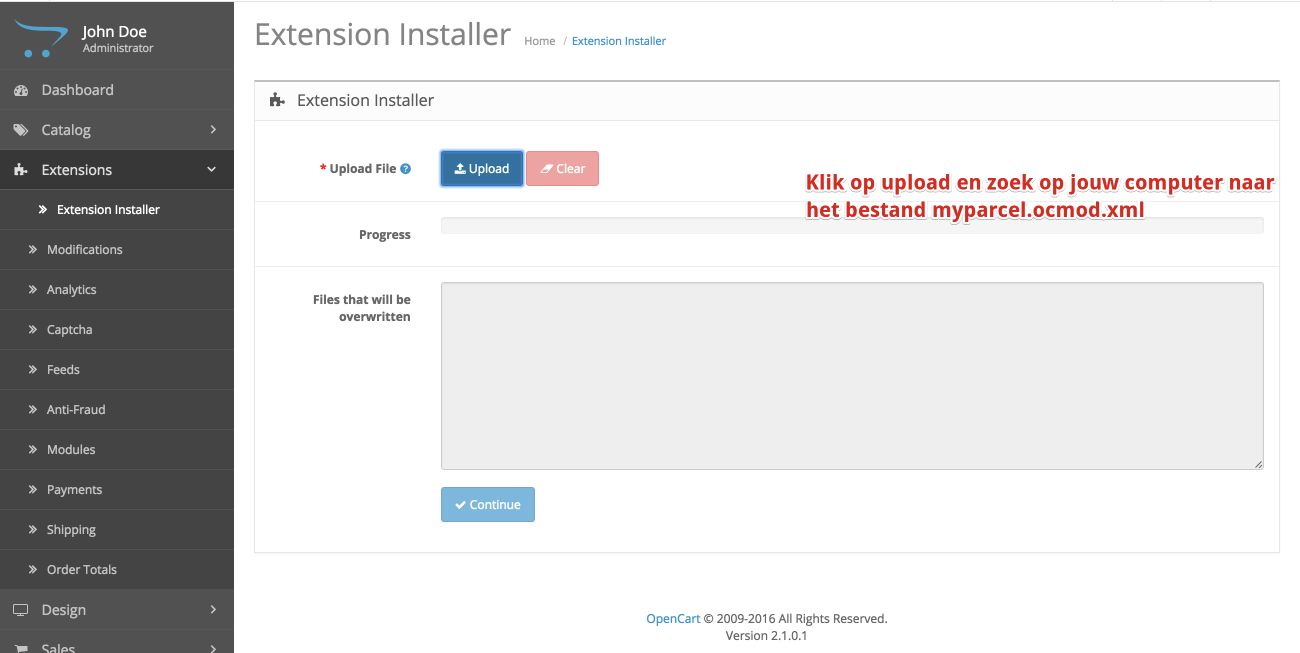 John Doe
Administrator
Dashboard
Catalog
Extensions
Extension Installer
Modifications
Analytics
Captcha
Feeds
Anti-Fraud
Modules
Payments
Shipping
Order Totals
Design
Sales
Extension Installer
Home / Extension Installer
Extension Installer
* Upload File
Upload
Clear
Klik op upload en zoek op jouw computer naar
het bestand myparcel.ocmod.xml
Progress
Files that will be
overwritten
Continue
OpenCart © 2009-2016 All Rights Reserved.
Version 2.1.0.1